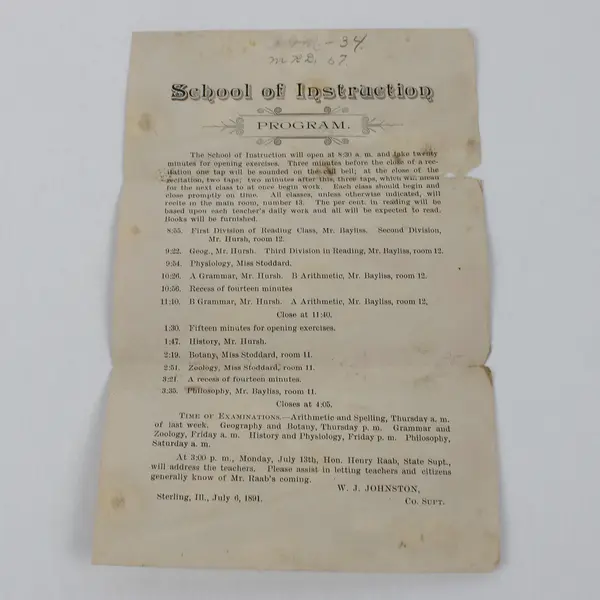 - 34.
School of Instruction
PROGRAM.
The School of Instruction will open at 8:30 a. m. and take twenty
minutes for opening exercises. Three minutes before the close of a rec-
itation one tap will be sounded on the call bell; at the close of the
recitation, two taps; two minutes after this, three taps, which will mean
for the next class to at once begin work. Each class should begin and
close promptly on time. All classes, unless otherwise indicated, will
recite in the main room, number 13. The per cent. in reading will be
based upon each teacher's daily work and all will be expected to read.
Books will be furnished.
8:55. First Division of Reading Class, Mr. Bayliss. Second Division,
Mr. Hursh, room 12.
9:22. Geog., Mr. Hursh. Third Division in Reading, Mr. Bayliss, room 12.
9:54. Physiology, Miss Stoddard.
10:26. A Grammar, Mr. Hursh. B Arithmetic, Mr. Bayliss, room 12.
10:56. Recess of fourteen minutes
11:10. B Grammar, Mr. Hursh. A Arithmetic, Mr. Bayliss, room 12,
Close at 11:40.
1:30. Fifteen minutes for opening exercises.
1:47. History, Mr. Hursh.
2:19. Botany, Miss Stoddard, room 11.
2:51. Zoology, Miss Stoddard, room 11.
3:21 A recess of fourteen minutes.
3:35. Philosophy, Mr. Bayliss, room 11.
Closes at 4:05.
TIME OF EXAMINATIONS.—Arithmetic and Spelling, Thursday a. m.
of last week. Geography and Botany, Thursday p. m. Grammar and
Zoology, Friday a. m. History and Physiology, Friday p. m. Philosophy,
Saturday a. m.
At 3:00 p. m., Monday, July 13th, Hon. Henry Raab, State Supt.,
will address the teachers. Please assist in letting teachers and citizens
generally know of Mr. Raab's coming.
W. J. JOHNSTON,
Sterling, Ill., July 6, 1891.
CO. SUPT.